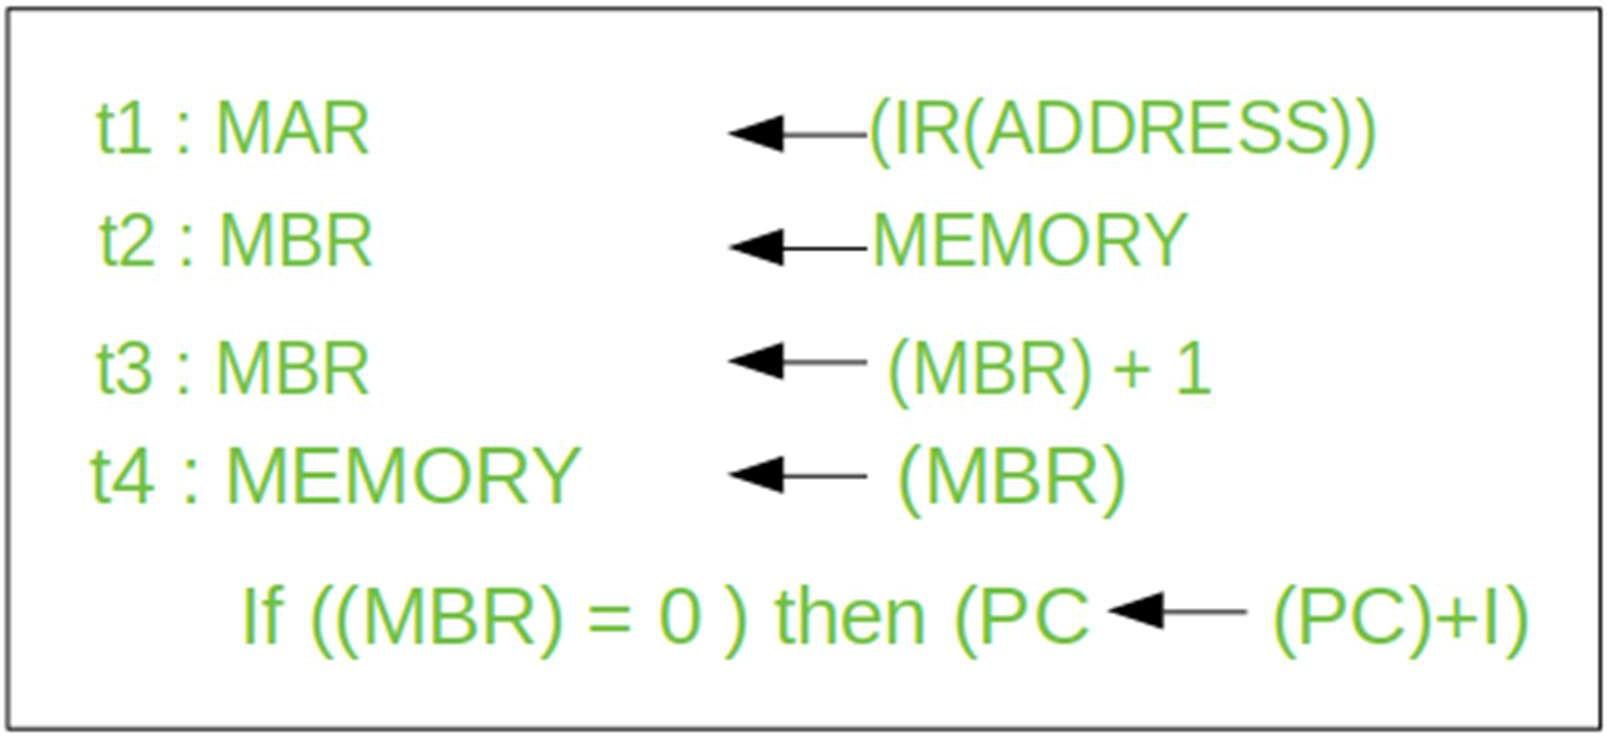 t1 : MAR ← (IR(ADDRESS))
t2 : MBR ← MEMORY
t3 : MBR ← (MBR) + 1
t4 : MEMORY ← (MBR)
If ((MBR) = 0 ) then (PC ← (PC)+I)